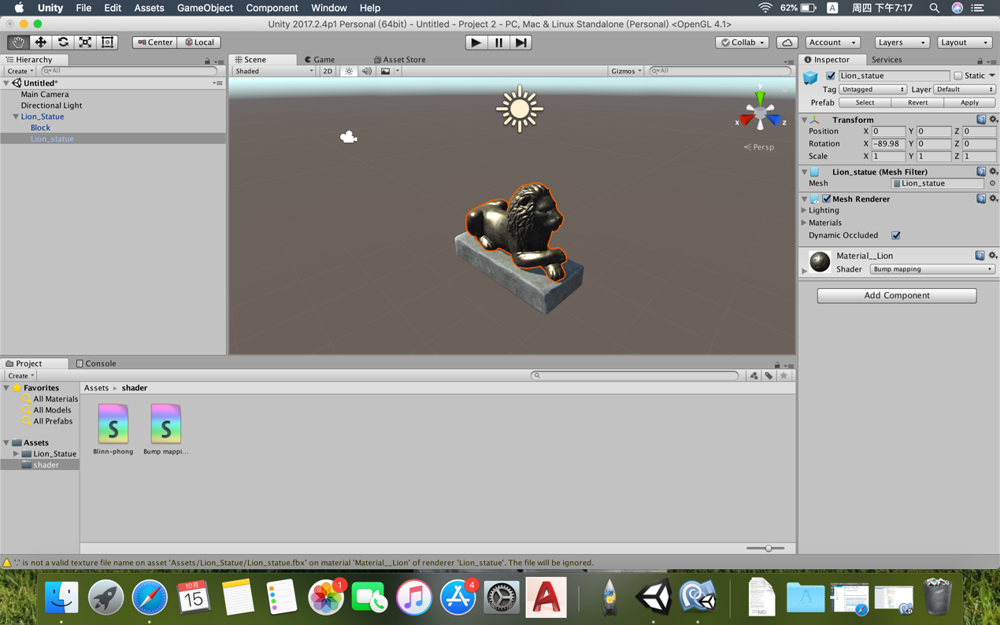 Unity File Edit Assets GameObject Component Window Help 62% A 周四 下午7:17
Unity 2017.2.4p1 Personal (64bit) - Untitled - Project 2 - PC, Mac & Linux Standalone (Personal) <OpenGL 4.1>
Center Local Collab Account Layers Layout
Hierarchy
Create All
Untitled*
Main Camera
Directional Light
Lion_Statue
Block
Lion_statue
Scene Game Asset Store
Shaded 2D Gizmos All
y
x z
Persp
Inspector Services
Lion_statue Static
Tag Untagged Layer Default
Prefab Select Revert Apply
Transform
Position X 0 Y 0 Z 0
Rotation X -89.98 Y 0 Z 0
Scale X 1 Y 1 Z 1
Lion_statue (Mesh Filter)
Mesh Lion_statue
Mesh Renderer
Lighting
Materials
Dynamic Occluded
Material__Lion
Shader Bump mapping
Add Component
Project Console
Create
Favorites
All Materials
All Models
All Prefabs
Assets
Lion_Statue
shader
Assets ▸ shader
S S
Blinn-phong Bump mappi...
'.' is not a valid texture file name on asset 'Assets/Lion_Statue/Lion_statue.fbx' on material 'Material__Lion' of renderer 'Lion_statue'. The file will be ignored.
10月
15
1
4
A
MD